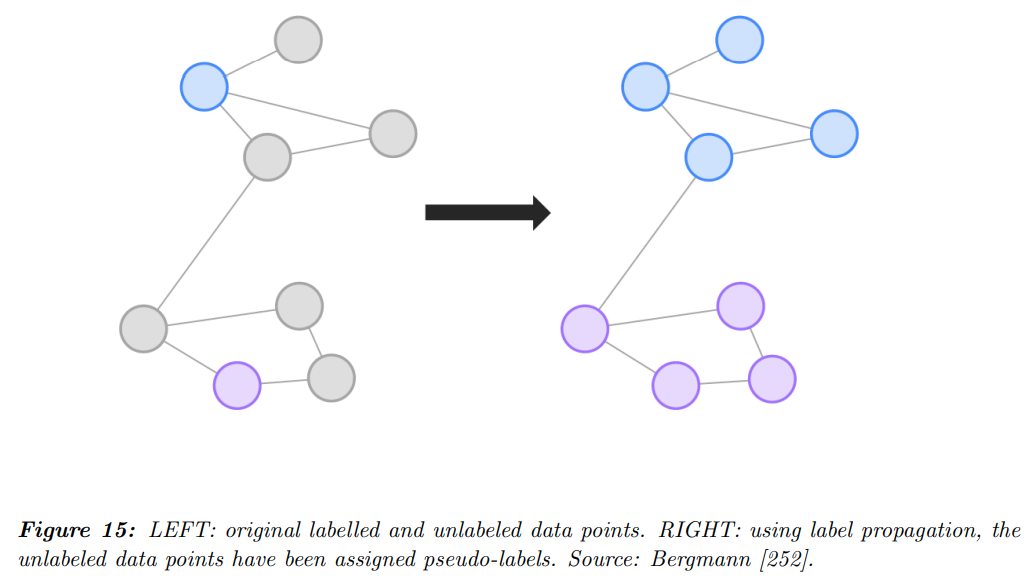 Figure 15: LEFT: original labelled and unlabeled data points. RIGHT: using label propagation, the
unlabeled data points have been assigned pseudo-labels. Source: Bergmann [252].